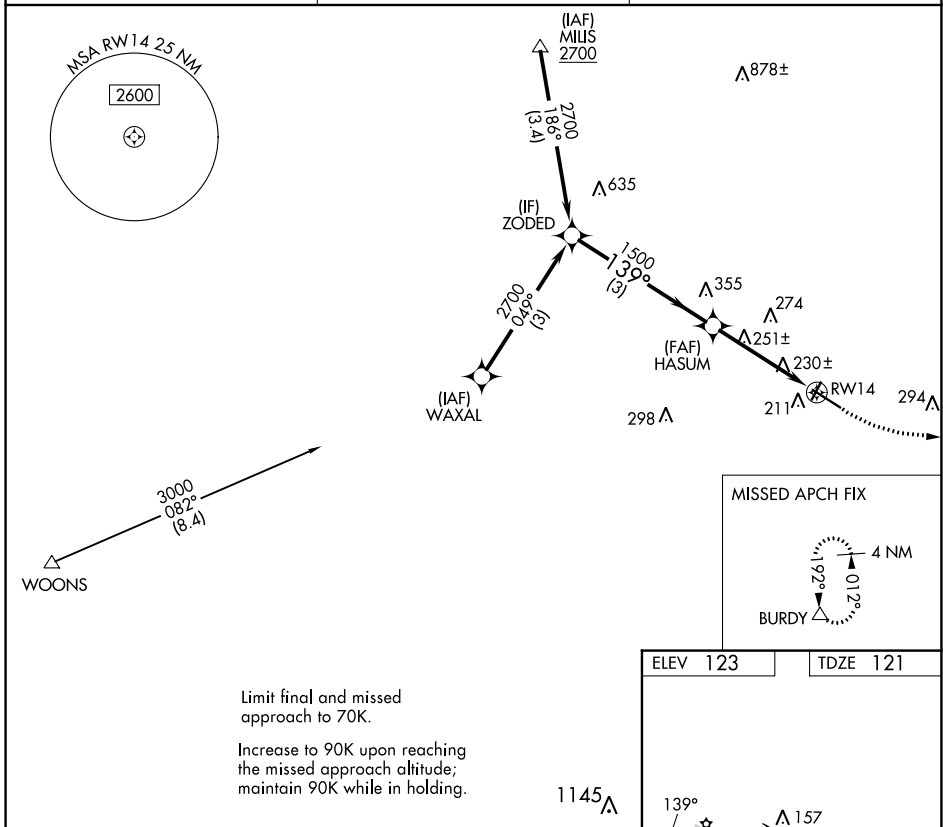 MSA RW14 25 NM
2600
(IAF)
MILIS
2700
878±
2700
186°
(3.4)
635
(IF)
ZODED
1500
139°
(3)
355
274
2700
049°
(3)
251±
(FAF)
HASUM
230±
RW14
(IAF)
WAXAL
298
211
294
3000
082°
(8.4)
WOONS
MISSED APCH FIX
4 NM
192°
012°
BURDY
ELEV 123
TDZE 121
Limit final and missed
approach to 70K.
Increase to 90K upon reaching
the missed approach altitude;
maintain 90K while in holding.
1145
139°
157